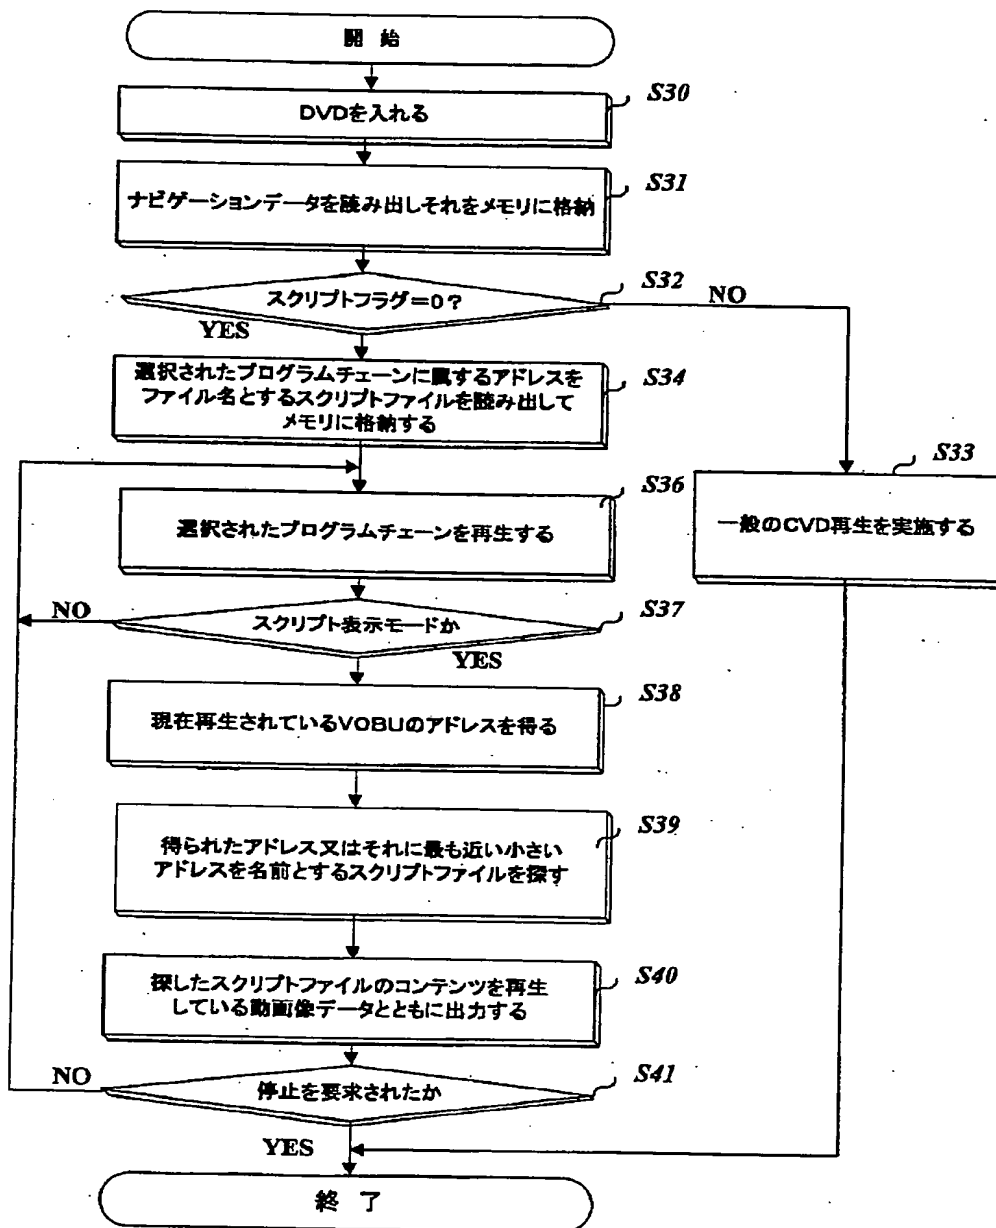 開 始
DVDを入れる
S30
ナビゲーションデータを読み出しそれをメモリに格納
S31
スクリプトフラグ=0?
S32
NO
YES
選択されたプログラムチェーンに属するアドレスを
ファイル名とするスクリプトファイルを読み出して
メモリに格納する
S34
S33
一般のCVD再生を実施する
選択されたプログラムチェーンを再生する
S36
NO
スクリプト表示モードか
S37
YES
現在再生されているVOBUのアドレスを得る
S38
得られたアドレス又はそれに最も近い小さい
アドレスを名前とするスクリプトファイルを探す
S39
探したスクリプトファイルのコンテンツを再生
している動画像データとともに出力する
S40
NO
停止を要求されたか
S41
YES
終 了